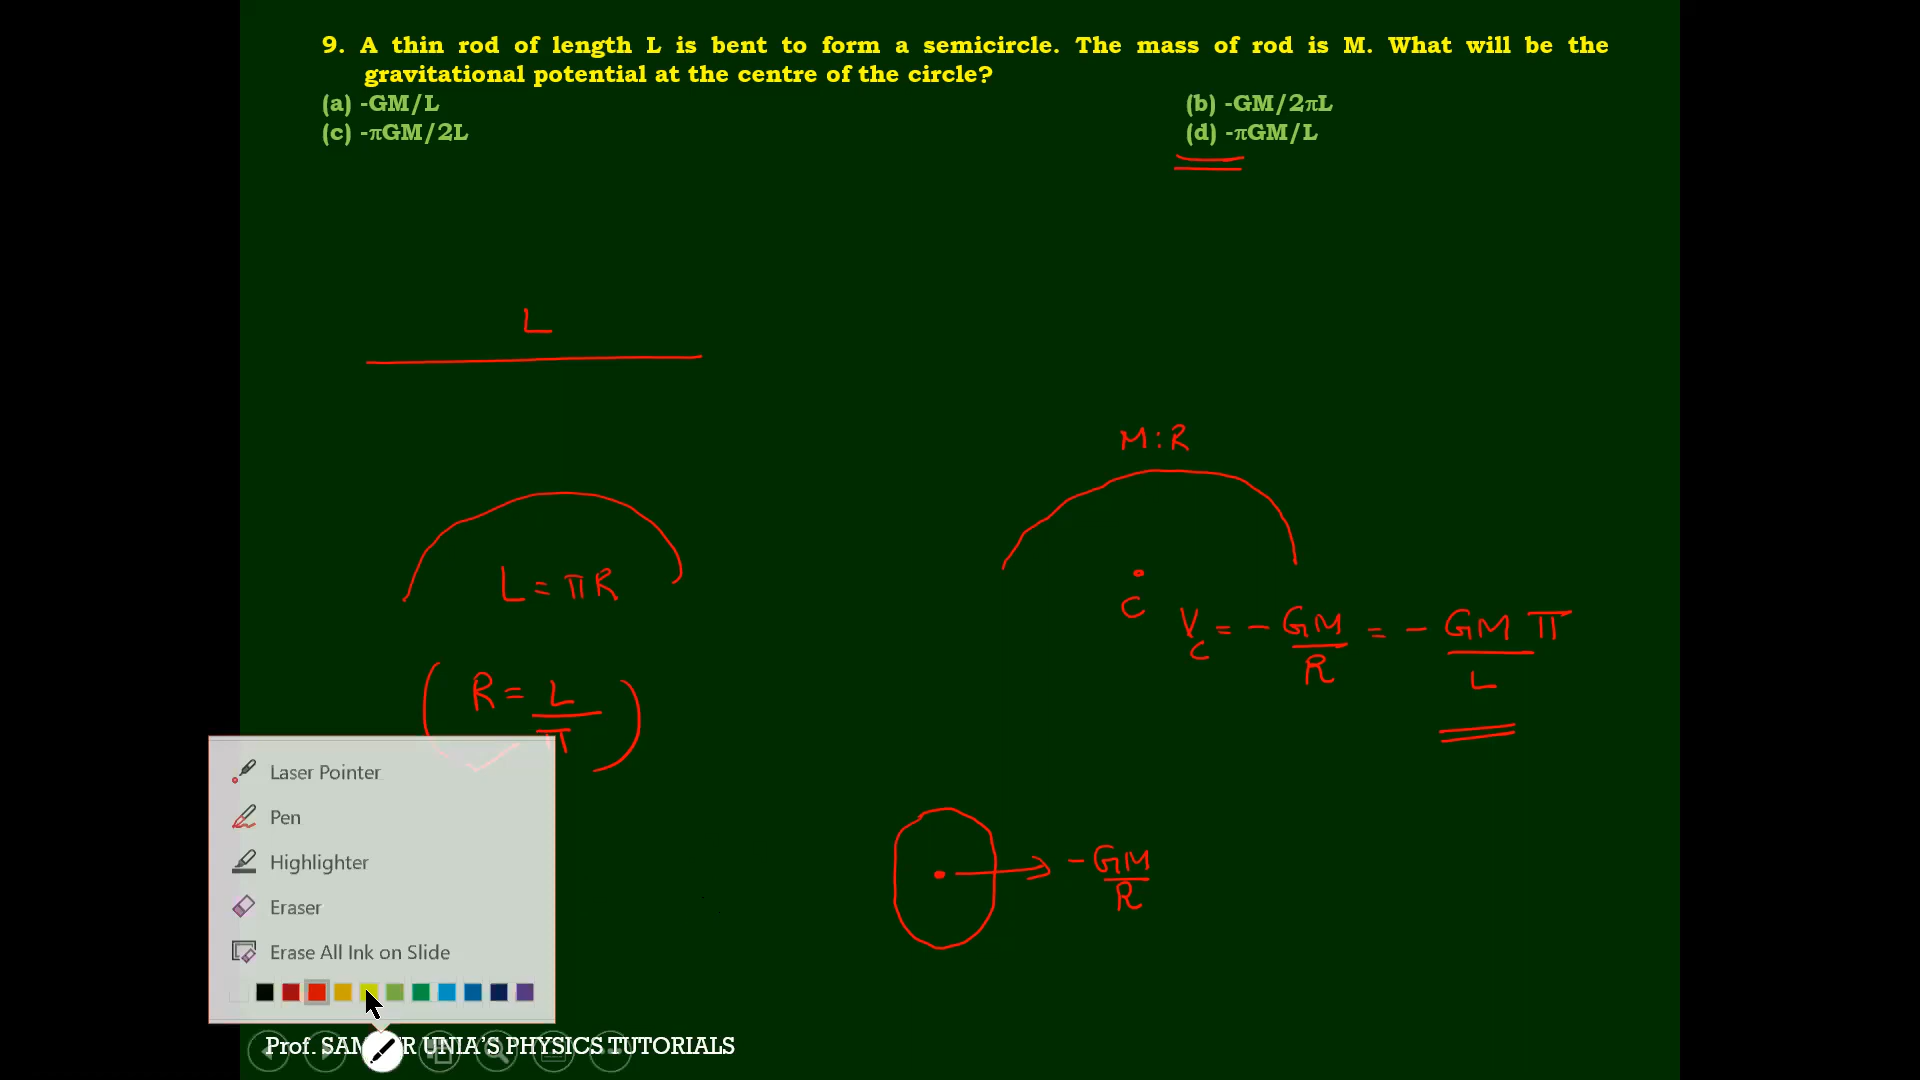 9. A thin rod of length L is bent to form a semicircle. The mass of rod is M. What will be the
gravitational potential at the centre of the circle?
(a) -GM/L
(b) -GM/2πL
(c) -πGM/2L
(d) -πGM/L
L
M : R
L = πR
C
V_C = - GM/R = - GM π/L
R = L/π
- GM/R
Laser Pointer
Pen
Highlighter
Eraser
Erase All Ink on Slide
Prof. UNIA'S PHYSICS TUTORIALS